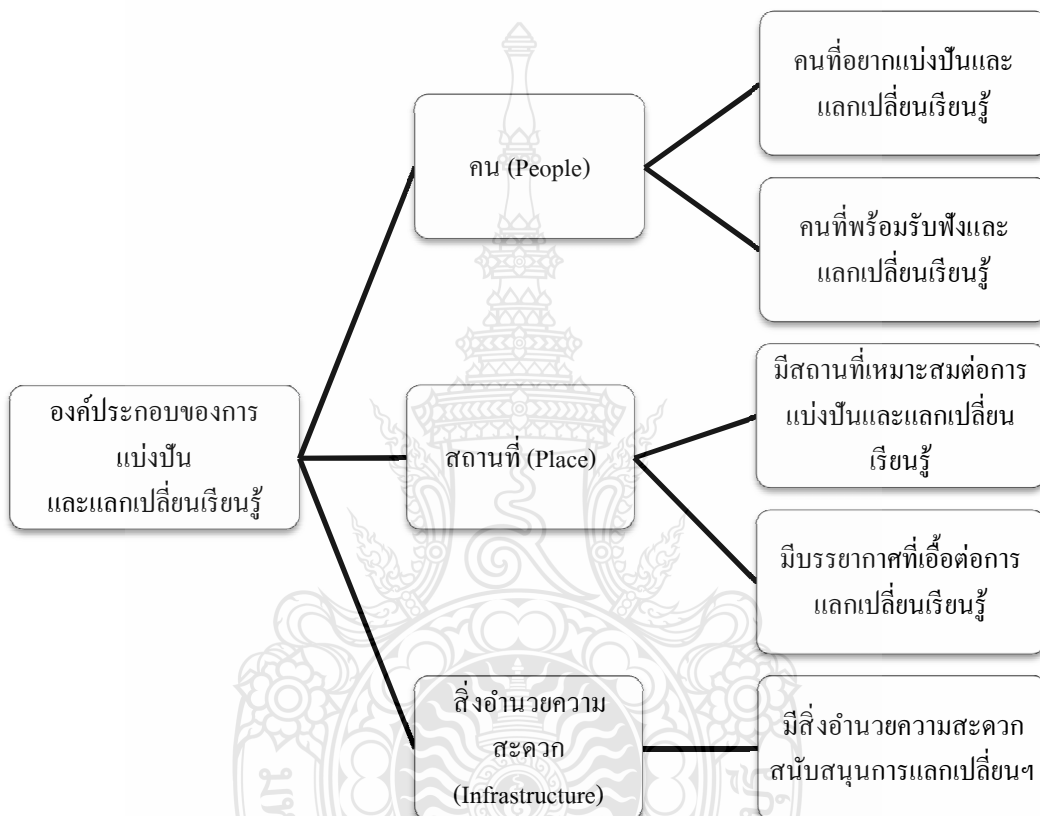 องค์ประกอบของการ
แบ่งปัน
และแลกเปลี่ยนเรียนรู้
คน (People)
คนที่อยากแบ่งปันและ
แลกเปลี่ยนเรียนรู้
คนที่พร้อมรับฟังและ
แลกเปลี่ยนเรียนรู้
สถานที่ (Place)
มีสถานที่เหมาะสมต่อการ
แบ่งปันและแลกเปลี่ยน
เรียนรู้
มีบรรยากาศที่เอื้อต่อการ
แลกเปลี่ยนเรียนรู้
สิ่งอำนวยความ
สะดวก
(Infrastructure)
มีสิ่งอำนวยความสะดวก
สนับสนุนการแลกเปลี่ยนฯ